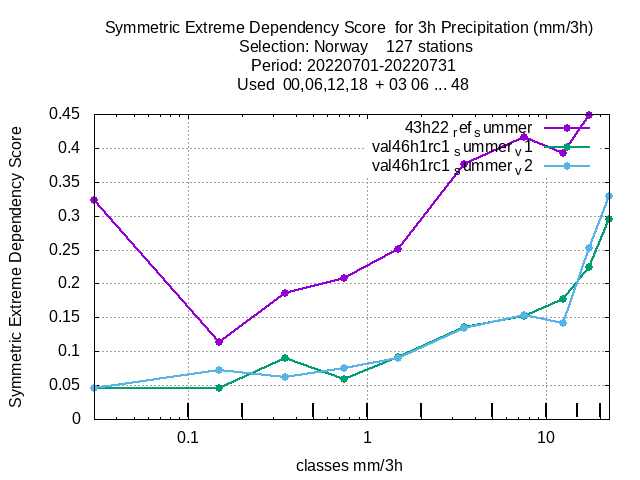 Symmetric Extreme Dependency Score  for 3h Precipitation (mm/3h)
Selection: Norway    127 stations
Period: 20220701-20220731
Used  00,06,12,18  + 03 06 ... 48
43h22 ref summer
val46h1rc1 summer v1
val46h1rc1 summer v2
Symmetric Extreme Dependency Score
0.45
0.4
0.35
0.3
0.25
0.2
0.15
0.1
0.05
0
0.1 1 10
classes mm/3h